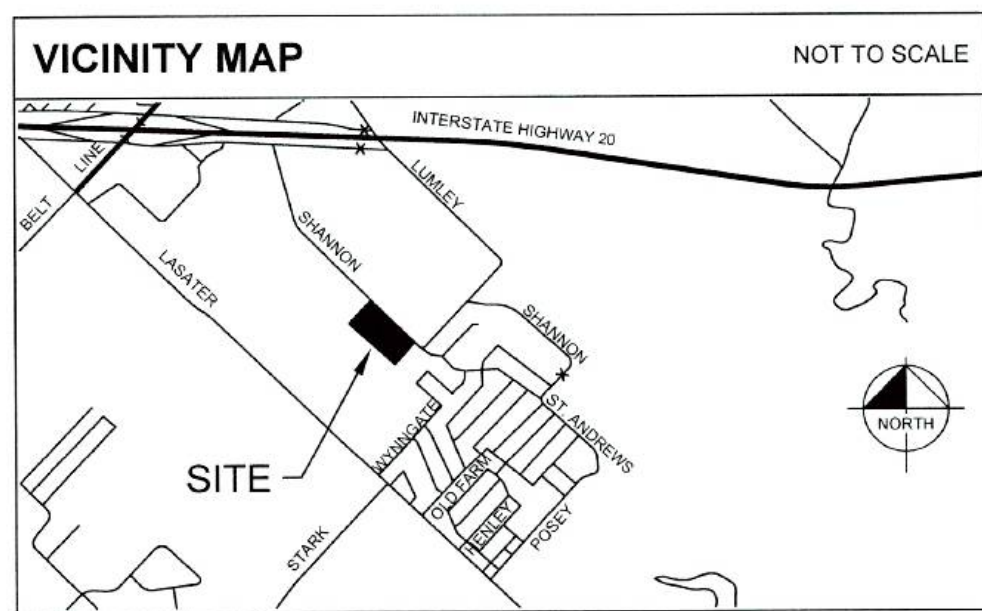 VICINITY MAP
NOT TO SCALE
INTERSTATE HIGHWAY 20
BELT LINE
LUMLEY
SHANNON
LASATER
SHANNON
NORTH
ST. ANDREWS
WYNNGATE
SITE
OLD FARM
HENLEY
POSEY
STARK